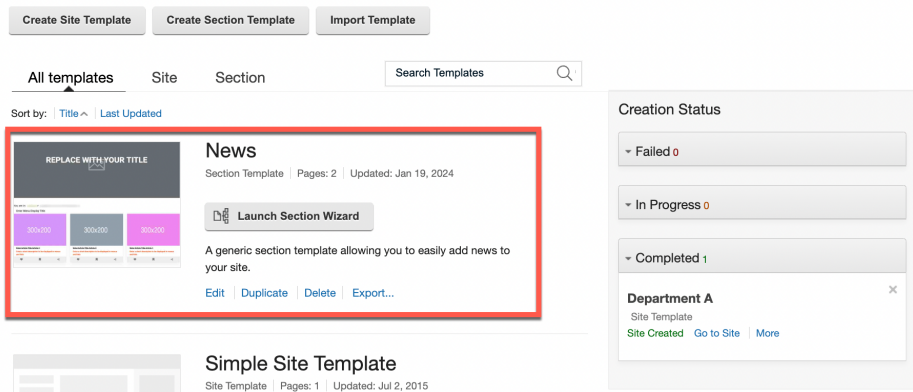 Create Site Template
Create Section Template
Import Template
All templates
Site
Section
Search Templates
Sort by:
Title
Last Updated
REPLACE WITH YOUR TITLE
300x200
300x200
300x200
News
Section Template
Pages: 2
Updated: Jan 19, 2024
Launch Section Wizard
A generic section template allowing you to easily add news to
your site.
Edit
Duplicate
Delete
Export...
Simple Site Template
Site Template
Pages: 1
Updated: Jul 2, 2015
Creation Status
Failed 0
In Progress 0
Completed 1
Department A
Site Template
Site Created
Go to Site
More